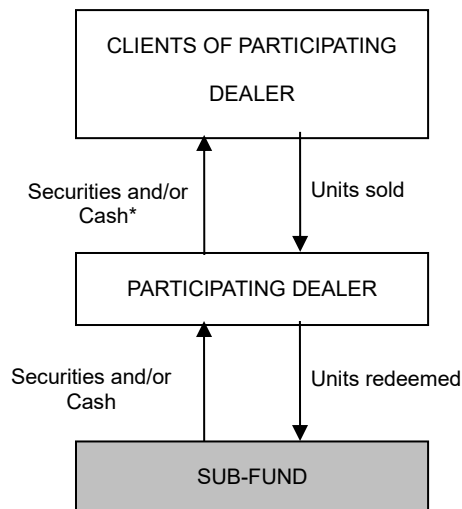 CLIENTS OF PARTICIPATING
DEALER
Securities and/or
Cash*
Units sold
PARTICIPATING DEALER
Securities and/or
Cash
Units redeemed
SUB-FUND